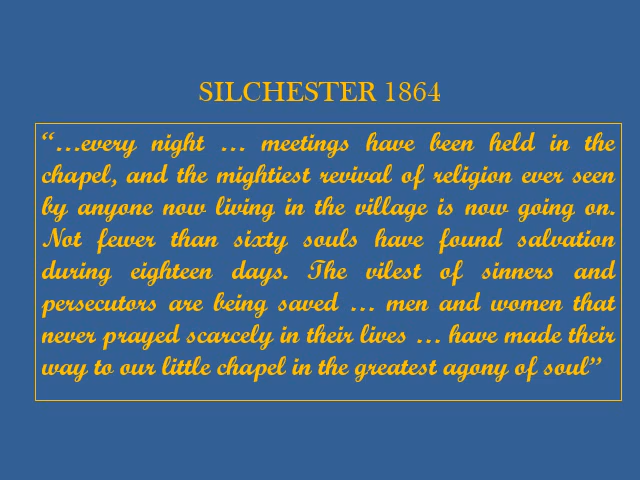 SILCHESTER 1864
“…every night … meetings have been held in the
chapel, and the mightiest revival of religion ever seen
by anyone now living in the village is now going on.
Not fewer than sixty souls have found salvation
during eighteen days. The vilest of sinners and
persecutors are being saved … men and women that
never prayed scarcely in their lives … have made their
way to our little chapel in the greatest agony of soul”